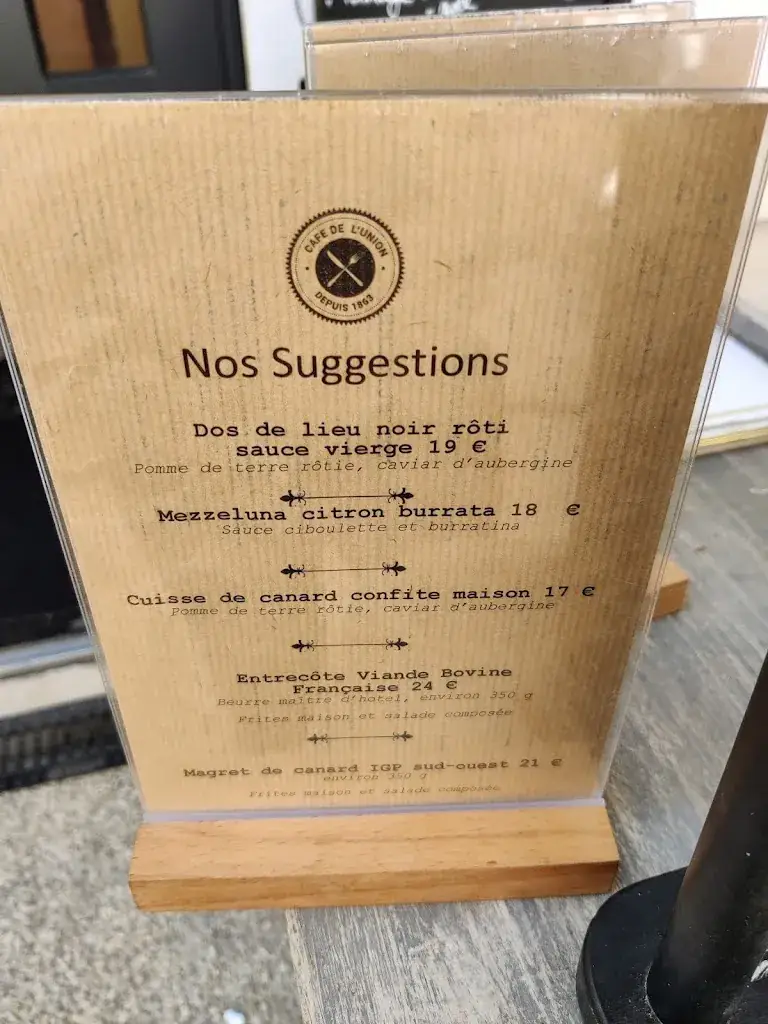 CAFE DE L'UNION
DEPUIS 1863
Nos Suggestions
Dos de lieu noir rôti
sauce vierge 19 €
Pomme de terre rôtie, caviar d'aubergine
Mezzeluna citron burrata 18 €
Sauce ciboulette et burratina
Cuisse de canard confite maison 17 €
Pomme de terre rôtie, caviar d'aubergine
Entrecôte Viande Bovine
Française 24 €
Beurre maître d'hotel, environ 350 g
Frites maison et salade composée
Magret de canard IGP sud-ouest 21 €
environ 350 g
Frites maison et salade composée